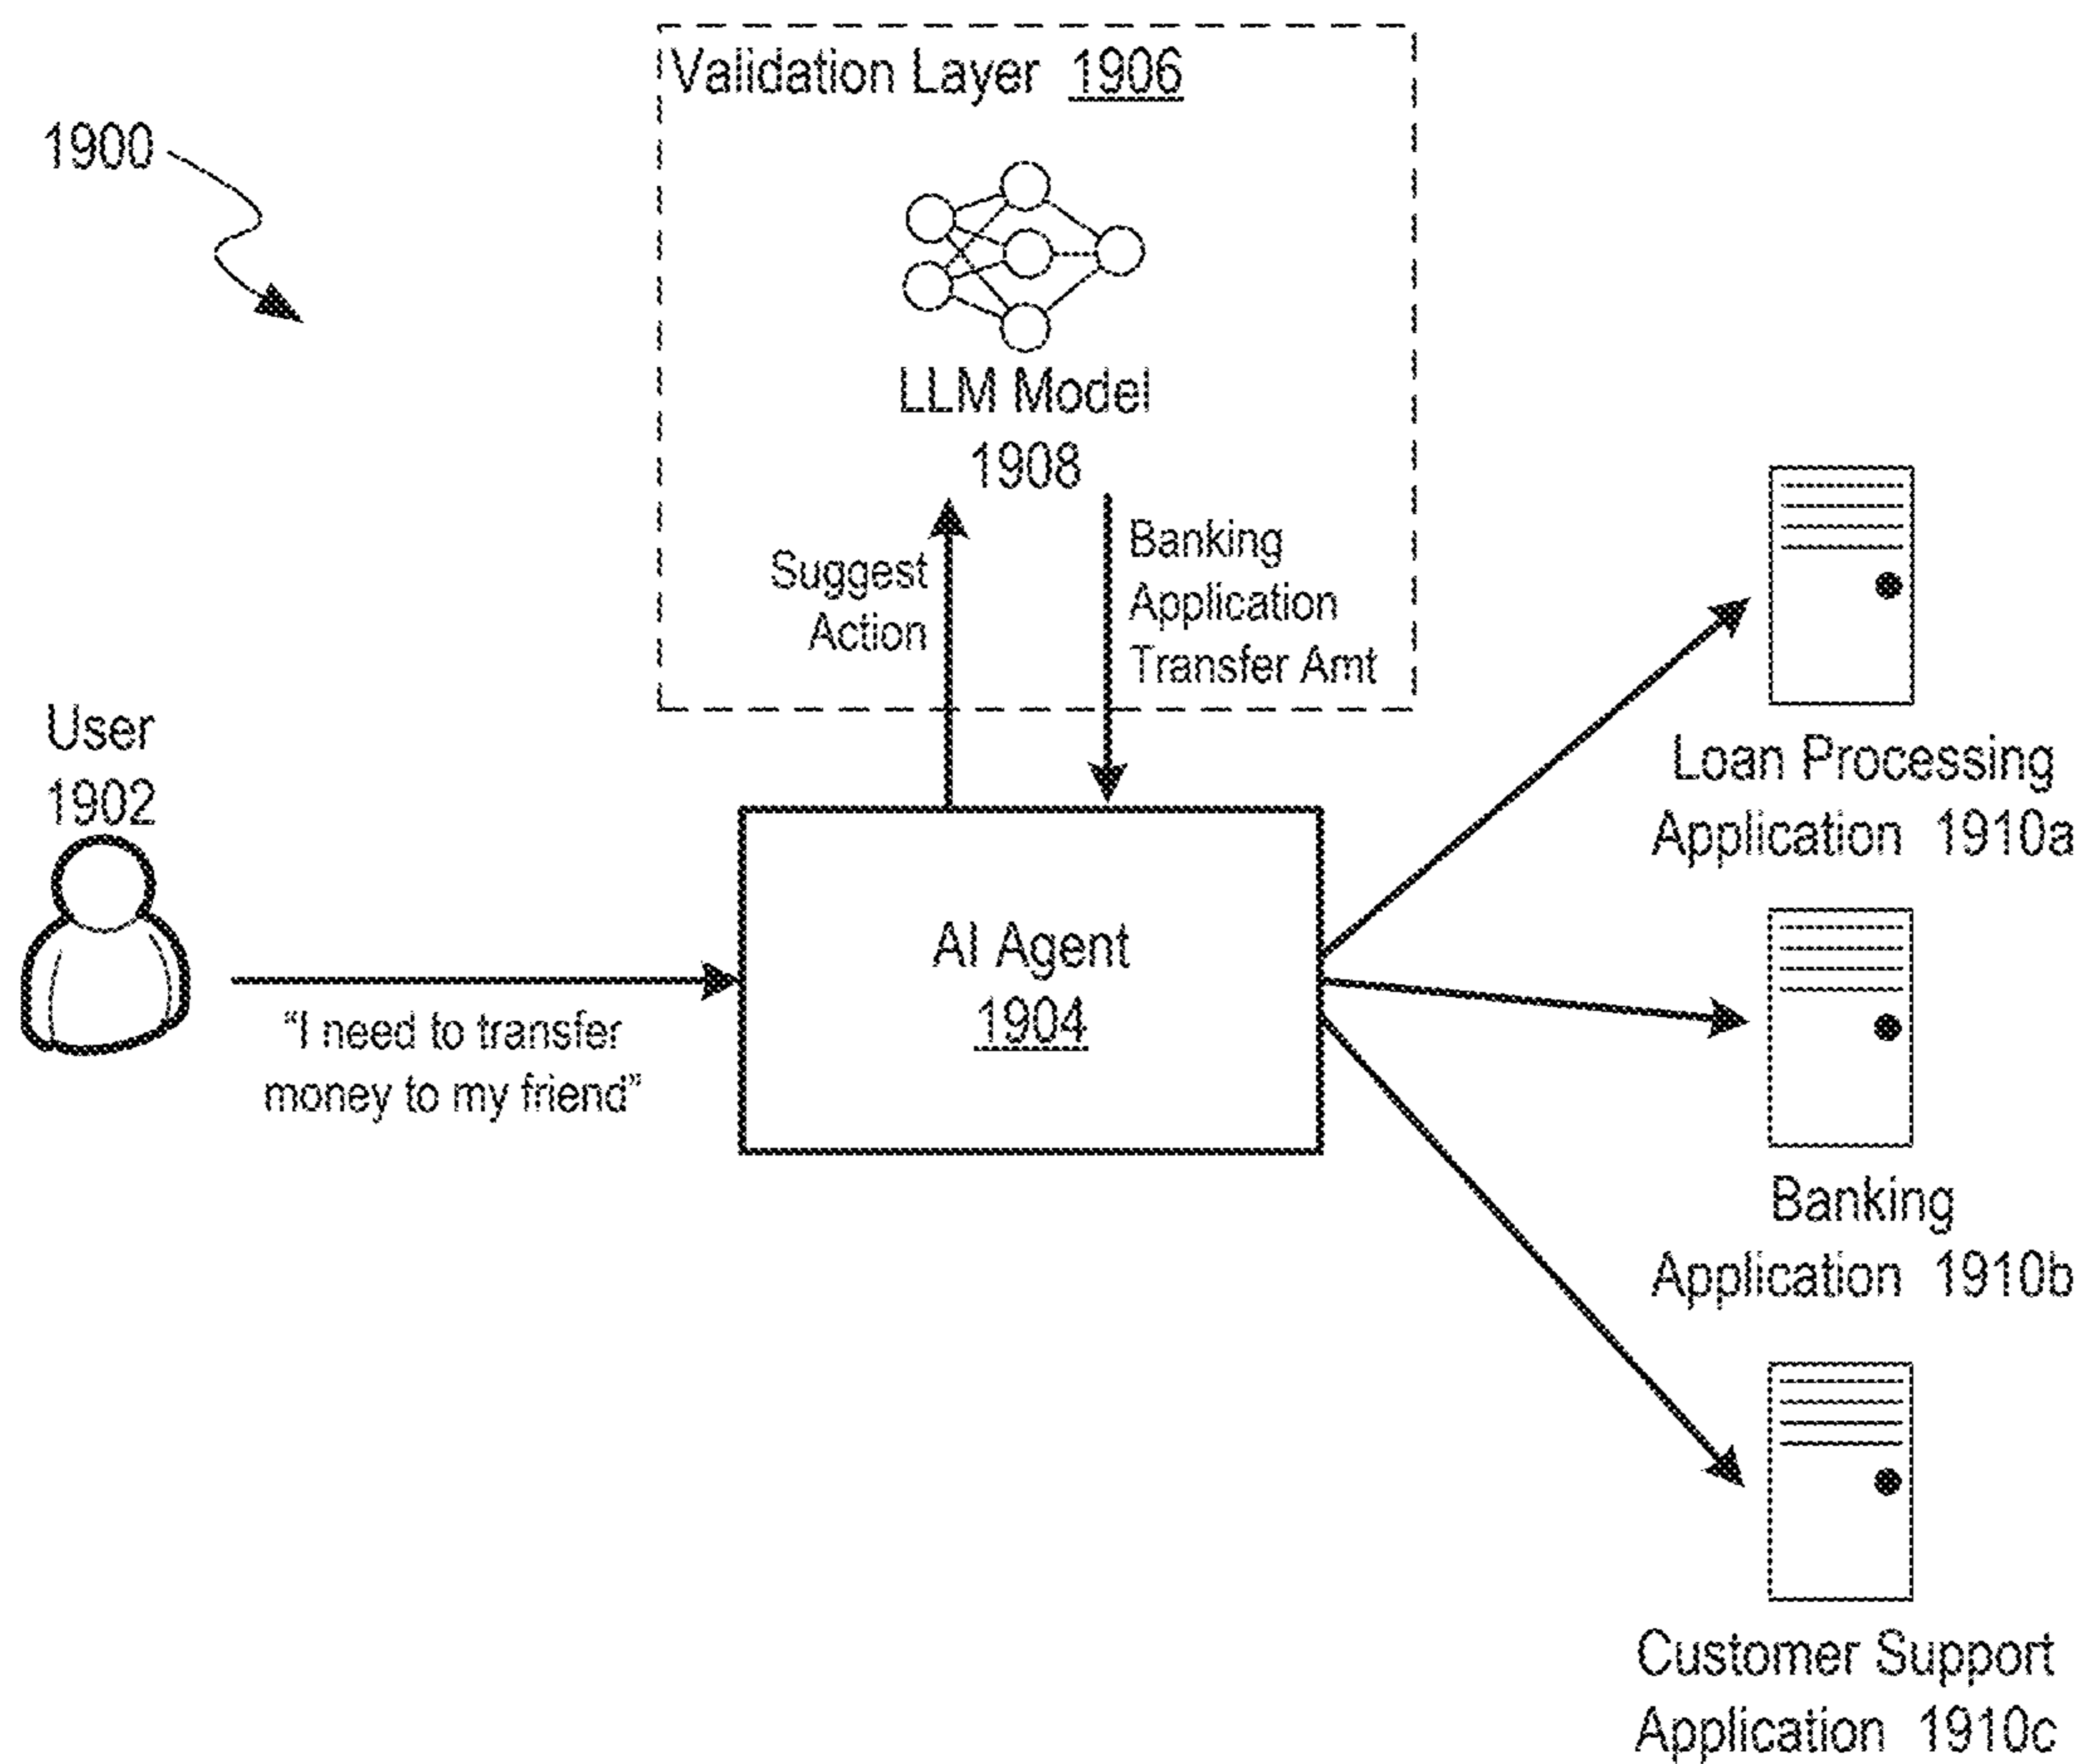 Validation Layer 1906
1900
LLM Model
1908
Suggest
Action
Banking
Application
Transfer Amt
User
1902
"I need to transfer
money to my friend"
AI Agent
1904
Loan Processing
Application 1910a
Banking
Application 1910b
Customer Support
Application 1910c